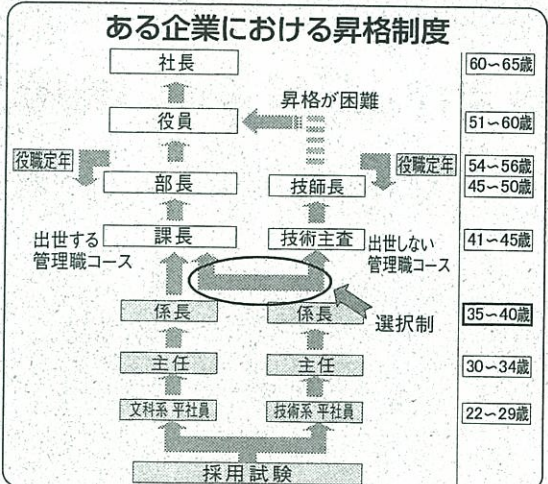 ある企業における昇格制度
社長
60〜65歳
昇格が困難
役員
51〜60歳
役職定年
役職定年
54〜56歳
部長
技師長
45〜50歳
出世する
管理職コース
課長
技術主査
出世しない
管理職コース
41〜45歳
係長
係長
選択制
35〜40歳
主任
主任
30〜34歳
文科系 平社員
技術系 平社員
22〜29歳
採用試験